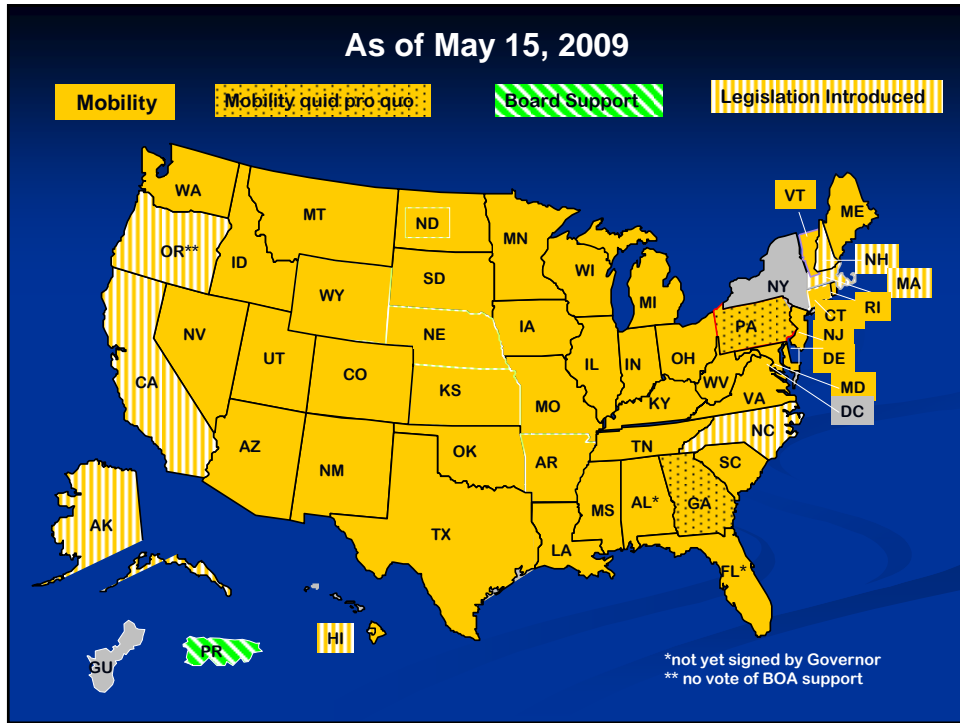 As of May 15, 2009
Mobility
Mobility quid pro quo
Board Support
Legislation Introduced
WA
MT
ND
MN
VT
ME
OR**
ID
SD
WI
NH
WY
MI
NY
MA
NV
NE
IA
PA
CT
RI
NJ
CA
UT
CO
IL
IN
OH
DE
KS
MO
WV
VA
MD
KY
DC
AZ
NM
OK
AR
TN
NC
SC
AK
TX
MS
AL*
GA
LA
FL*
HI
PR
GU
*not yet signed by Governor
** no vote of BOA support